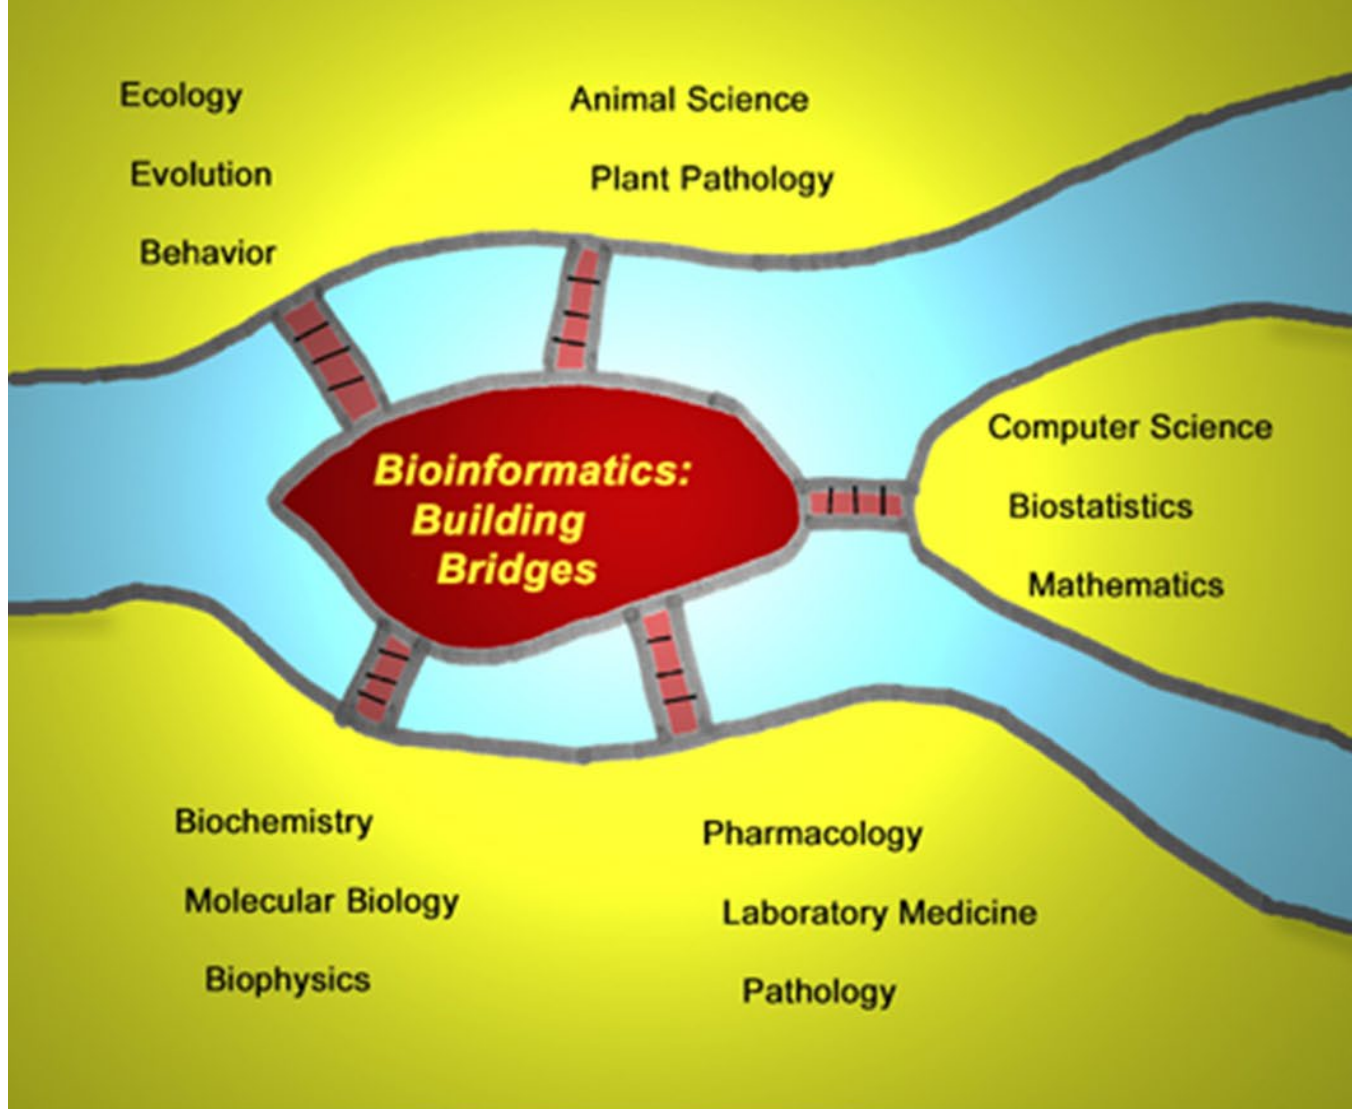 Ecology
Evolution
Behavior
Animal Science
Plant Pathology
Bioinformatics:
Building
Bridges
Computer Science
Biostatistics
Mathematics
Biochemistry
Molecular Biology
Biophysics
Pharmacology
Laboratory Medicine
Pathology